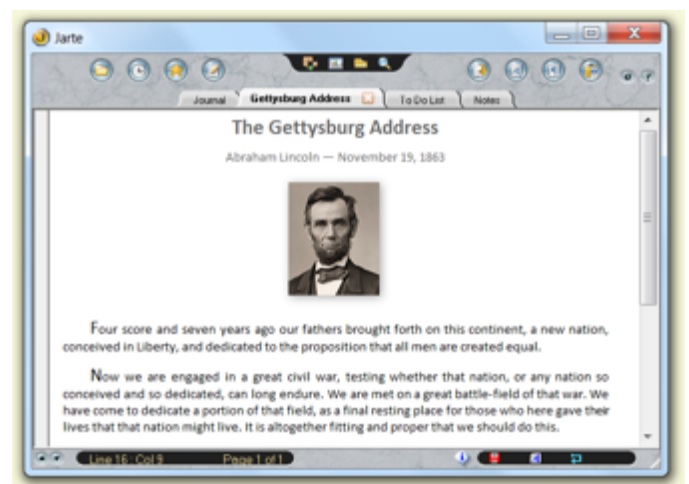 Jarte
Journal Gettysburg Address To Do List Notes
The Gettysburg Address
Abraham Lincoln — November 19, 1863
Four score and seven years ago our fathers brought forth on this continent, a new nation,
conceived in Liberty, and dedicated to the proposition that all men are created equal.
Now we are engaged in a great civil war, testing whether that nation, or any nation so
conceived and so dedicated, can long endure. We are met on a great battle-field of that war. We
have come to dedicate a portion of that field, as a final resting place for those who here gave their
lives that that nation might live. It is altogether fitting and proper that we should do this.
Line 16 : Col 9 Page 1 of 1